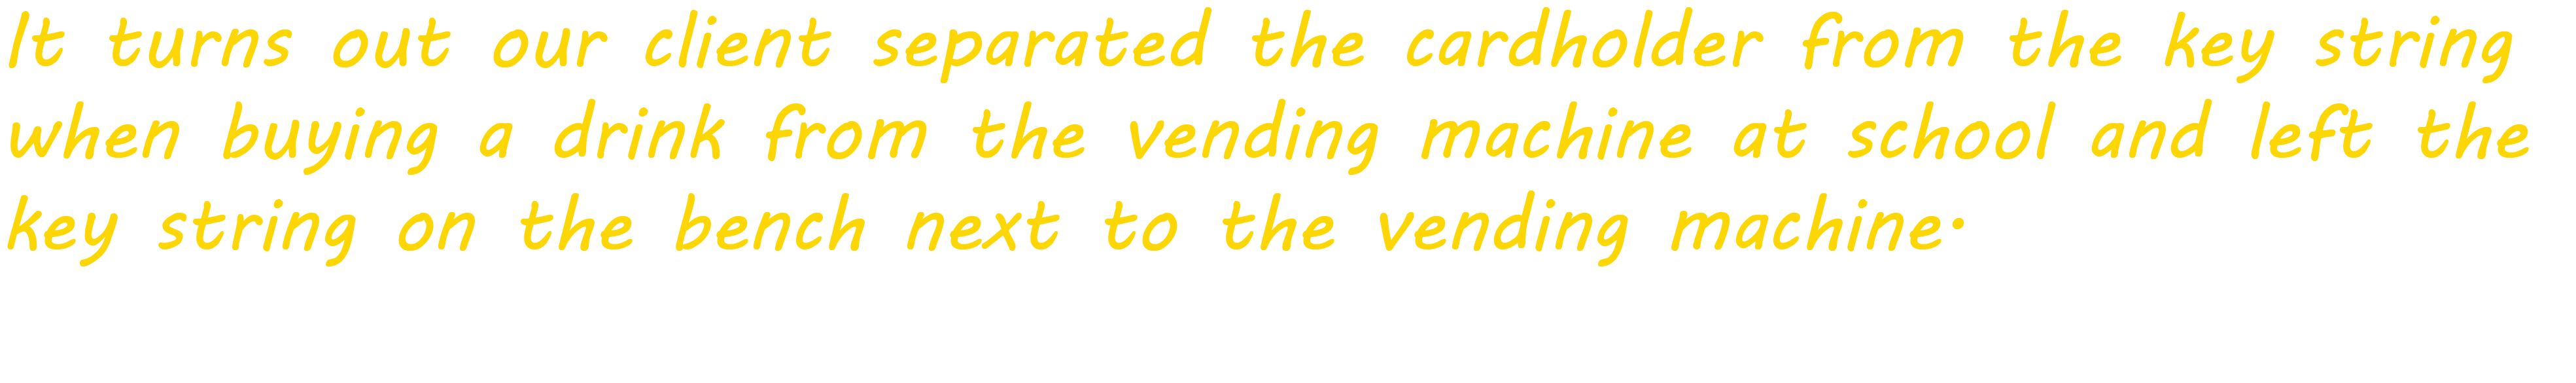 It turns out our client separated the cardholder from the key string
when buying a drink from the vending machine at school and left the
key string on the bench next to the vending machine.